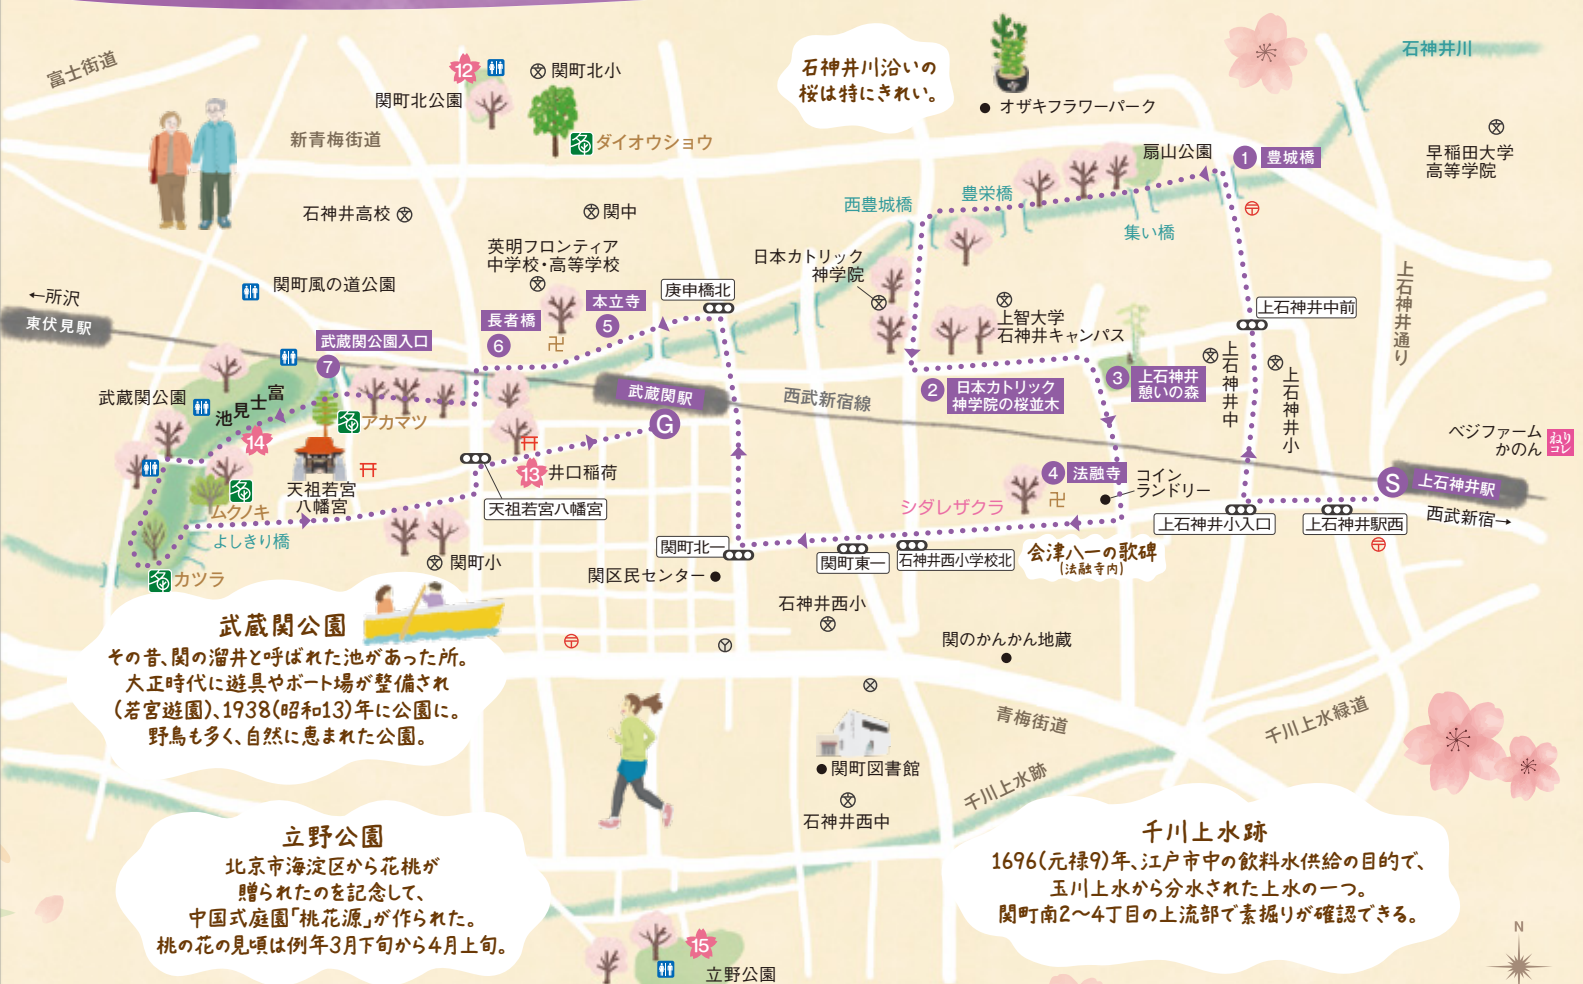 富士街道
12
関町北小
関町北公園
新青梅街道
名
ダイオウショウ
石神井川沿いの
桜は特にきれい。
オザキフラワーパーク
石神井川
早稲田大学
高等学院
扇山公園
1 豊城橋
石神井高校
関中
西豊城橋
豊栄橋
集い橋
英明フロンティア
中学校・高等学校
日本カトリック
神学院
関町風の道公園
←所沢
東伏見駅
本立寺
5
長者橋
6
庚申橋北
上智大学
石神井キャンパス
上石神井中前
上石神井通り
武蔵関公園入口
7
武蔵関公園
富士見池
14
名
アカマツ
武蔵関駅
G
西武新宿線
2 日本カトリック
神学院の桜並木
3 上石神井
憩いの森
上石神井中
上石神井小
ベジファーム
かのん
ねり
コレ
天祖若宮
八幡宮
13 井口稲荷
天祖若宮八幡宮
4 法融寺
コイン
ランドリー
シダレザクラ
S 上石神井駅
西武新宿→
上石神井小入口
上石神井駅西
名
ムクノキ
よしきり橋
名 カツラ
関町小
関町北一
関区民センター
関町東一
石神井西小学校北
会津八一の歌碑
(法融寺内)
石神井西小
関のかんかん地蔵
武蔵関公園
その昔、関の溜井と呼ばれた池があった所。
大正時代に遊具やボート場が整備され
(若宮遊園)、1938(昭和13)年に公園に。
野鳥も多く、自然に恵まれた公園。
青梅街道
千川上水緑道
関町図書館
千川上水跡
石神井西中
立野公園
北京市海淀区から花桃が
贈られたのを記念して、
中国式庭園「桃花源」が作られた。
桃の花の見頃は例年3月下旬から4月上旬。
千川上水跡
1696(元禄9)年、江戸市中の飲料水供給の目的で、
玉川上水から分水された上水の一つ。
関町南2〜4丁目の上流部で素掘りが確認できる。
15
立野公園
N